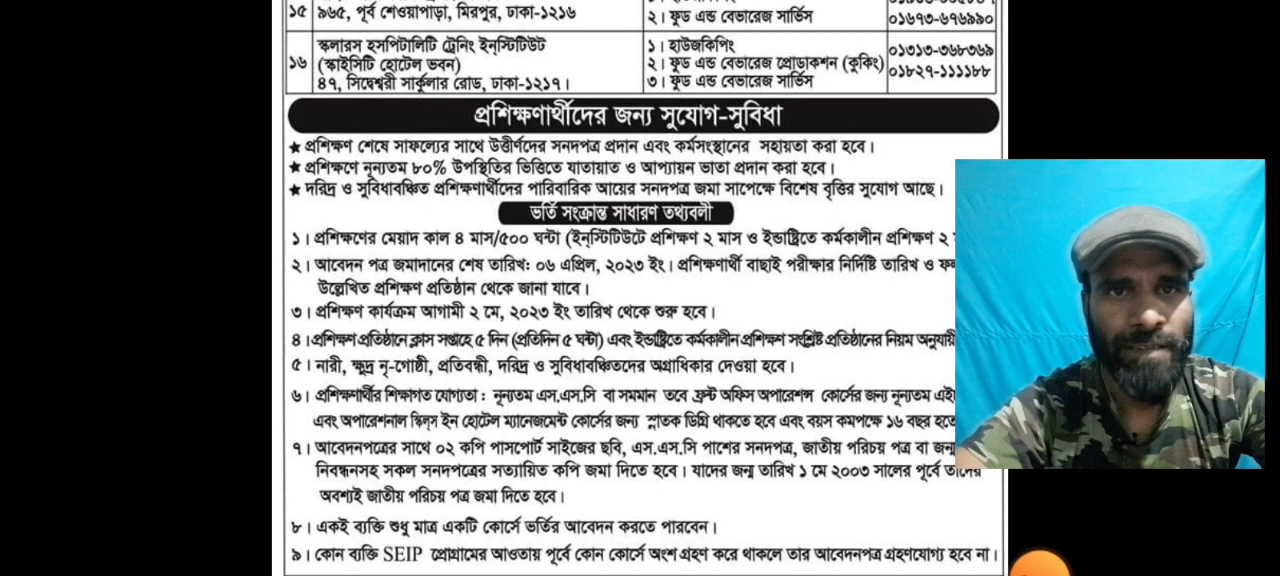 ১৫
৯৬৫, পূর্ব শেওয়াপাড়া, মিরপুর, ঢাকা-১২১৬
২। ফুড এন্ড বেভারেজ সার্ভিস
০১৬৭৩-৬৭৬৯৯০
১৬
স্কলারস হসপিটালিটি ট্রেনিং ইন্স্টিটিউট
(স্কাইসিটি হোটেল ভবন)
৪৭, সিদ্ধেশ্বরী সার্কুলার রোড, ঢাকা-১২১৭।
১। হাউজকিপিং
২। ফুড এন্ড বেভারেজ প্রোডাকশন (কুকিং)
৩। ফুড এন্ড বেভারেজ সার্ভিস
০১৩১৩-৩৬৮৩৬৯
০১৮২৭-১১১১৮৮
প্রশিক্ষণার্থীদের জন্য সুযোগ-সুবিধা
★ প্রশিক্ষণ শেষে সাফল্যের সাথে উত্তীর্ণদের সনদপত্র প্রদান এবং কর্মসংস্থানের সহায়তা করা হবে।
★ প্রশিক্ষণে নূন্যতম ৮০% উপস্থিতির ভিত্তিতে যাতায়াত ও আপ্যায়ন ভাতা প্রদান করা হবে।
★ দরিদ্র ও সুবিধাবঞ্চিত প্রশিক্ষণার্থীদের পারিবারিক আয়ের সনদপত্র জমা সাপেক্ষে বিশেষ বৃত্তির সুযোগ আছে।
ভর্তি সংক্রান্ত সাধারণ তথ্যবলী
১। প্রশিক্ষণের মেয়াদ কাল ৪ মাস/৫০০ ঘন্টা (ইন্স্টিটিউটে প্রশিক্ষণ ২ মাস ও ইন্ডাষ্ট্রিতে কর্মকালীন প্রশিক্ষণ ২
২। আবেদন পত্র জমাদানের শেষ তারিখ: ০৬ এপ্রিল, ২০২৩ ইং। প্রশিক্ষণার্থী বাছাই পরীক্ষার নির্দিষ্ট তারিখ ও
উল্লেখিত প্রশিক্ষণ প্রতিষ্ঠান থেকে জানা যাবে।
৩। প্রশিক্ষণ কার্যক্রম আগামী ২ মে, ২০২৩ ইং তারিখ থেকে শুরু হবে।
৪। প্রশিক্ষণ প্রতিষ্ঠানে ক্লাস সপ্তাহে ৫ দিন (প্রতিদিন ৫ ঘন্টা) এবং ইন্ডাষ্ট্রিতে কর্মকালীন প্রশিক্ষণ সংশ্লিষ্ট প্রতিষ্ঠানের নিয়ম অনুযায়ী
৫। নারী, ক্ষুদ্র নৃ-গোষ্ঠী, প্রতিবন্ধী, দরিদ্র ও সুবিধাবঞ্চিতদের অগ্রাধিকার দেওয়া হবে।
৬। প্রশিক্ষণার্থীর শিক্ষাগত যোগ্যতা : নূন্যতম এস.এস.সি বা সমমান তবে ফ্রন্ট অফিস অপারেশন্স কোর্সের জন্য নূন্যতম
এবং অপারেশনাল স্কিল্স ইন হোটেল ম্যানেজমেন্ট কোর্সের জন্য স্নাতক ডিগ্রি থাকতে হবে এবং বয়স কমপক্ষে ১৬ বছর
৭। আবেদনপত্রের সাথে ০২ কপি পাসপোর্ট সাইজের ছবি, এস.এস.সি পাশের সনদপত্র, জাতীয় পরিচয় পত্র বা জন্ম
নিবন্ধনসহ সকল সনদপত্রের সত্যায়িত কপি জমা দিতে হবে। যাদের জন্ম তারিখ ১ মে ২০০৩ সালের পূর্বে তাদের
অবশ্যই জাতীয় পরিচয় পত্র জমা দিতে হবে।
৮। একই ব্যক্তি শুধু মাত্র একটি কোর্সে ভর্তির আবেদন করতে পারবেন।
৯। কোন ব্যক্তি SEIP প্রোগ্রামের আওতায় পূর্বে কোন কোর্সে অংশ গ্রহণ করে থাকলে তার আবেদনপত্র গ্রহণযোগ্য হবে না।